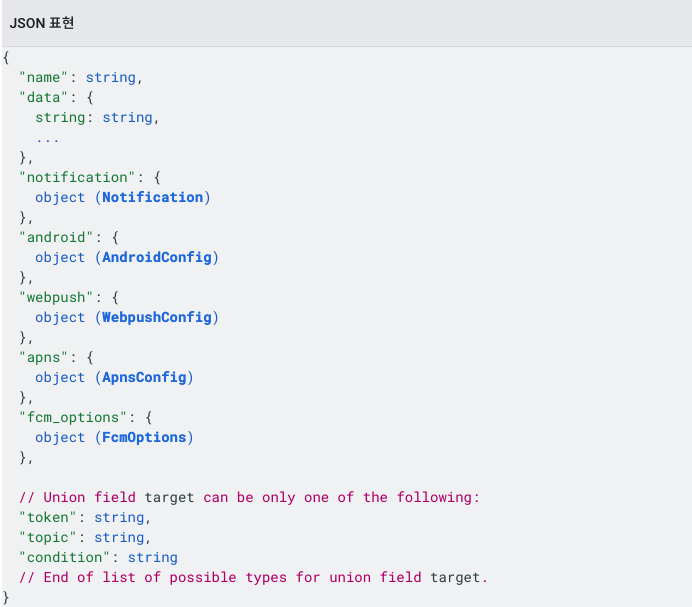 JSON 표현
{
  "name": string,
  "data": {
    string: string,
    ...
  },
  "notification": {
    object (Notification)
  },
  "android": {
    object (AndroidConfig)
  },
  "webpush": {
    object (WebpushConfig)
  },
  "apns": {
    object (ApnsConfig)
  },
  "fcm_options": {
    object (FcmOptions)
  },

  // Union field target can be only one of the following:
  "token": string,
  "topic": string,
  "condition": string
  // End of list of possible types for union field target.
}